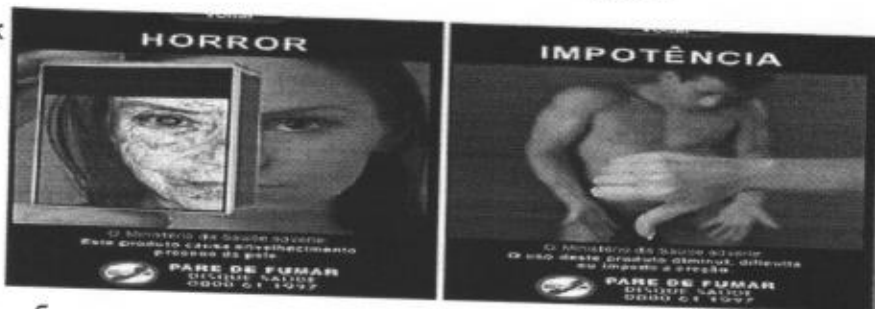 HORROR
O Ministério da Saúde adverte:
Este produto causa envelhecimento
precoce da pele.
PARE DE FUMAR
DISQUE SAÚDE
0800 61 1997
IMPOTÊNCIA
O Ministério da Saúde adverte:
O uso deste produto diminui, dificulta
ou impede a ereção.
PARE DE FUMAR
DISQUE SAÚDE
0800 61 1997